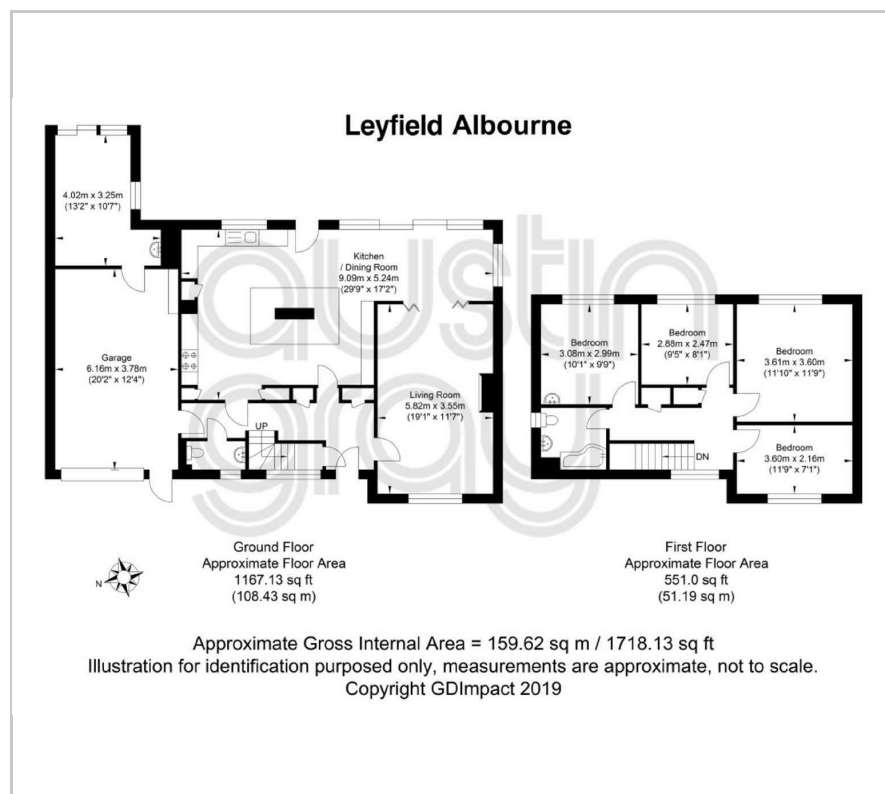 Leyfield Albourne
4.02m x 3.25m
(13'2" x 10'7")
Kitchen
/ Dining Room
9.09m x 5.24m
(29'9" x 17'2")
Garage
6.16m x 3.78m
(20'2" x 12'4")
Living Room
5.82m x 3.55m
(19'1" x 11'7")
UP
Bedroom
3.08m x 2.99m
(10'1" x 9'9")
Bedroom
2.88m x 2.47m
(9'5" x 8'1")
Bedroom
3.61m x 3.60m
(11'10" x 11'9")
Bedroom
3.60m x 2.16m
(11'9" x 7'1")
DN
austin
gray
N
Ground Floor
Approximate Floor Area
1167.13 sq ft
(108.43 sq m)
First Floor
Approximate Floor Area
551.0 sq ft
(51.19 sq m)
Approximate Gross Internal Area = 159.62 sq m / 1718.13 sq ft
Illustration for identification purposed only, measurements are approximate, not to scale.
Copyright GDImpact 2019